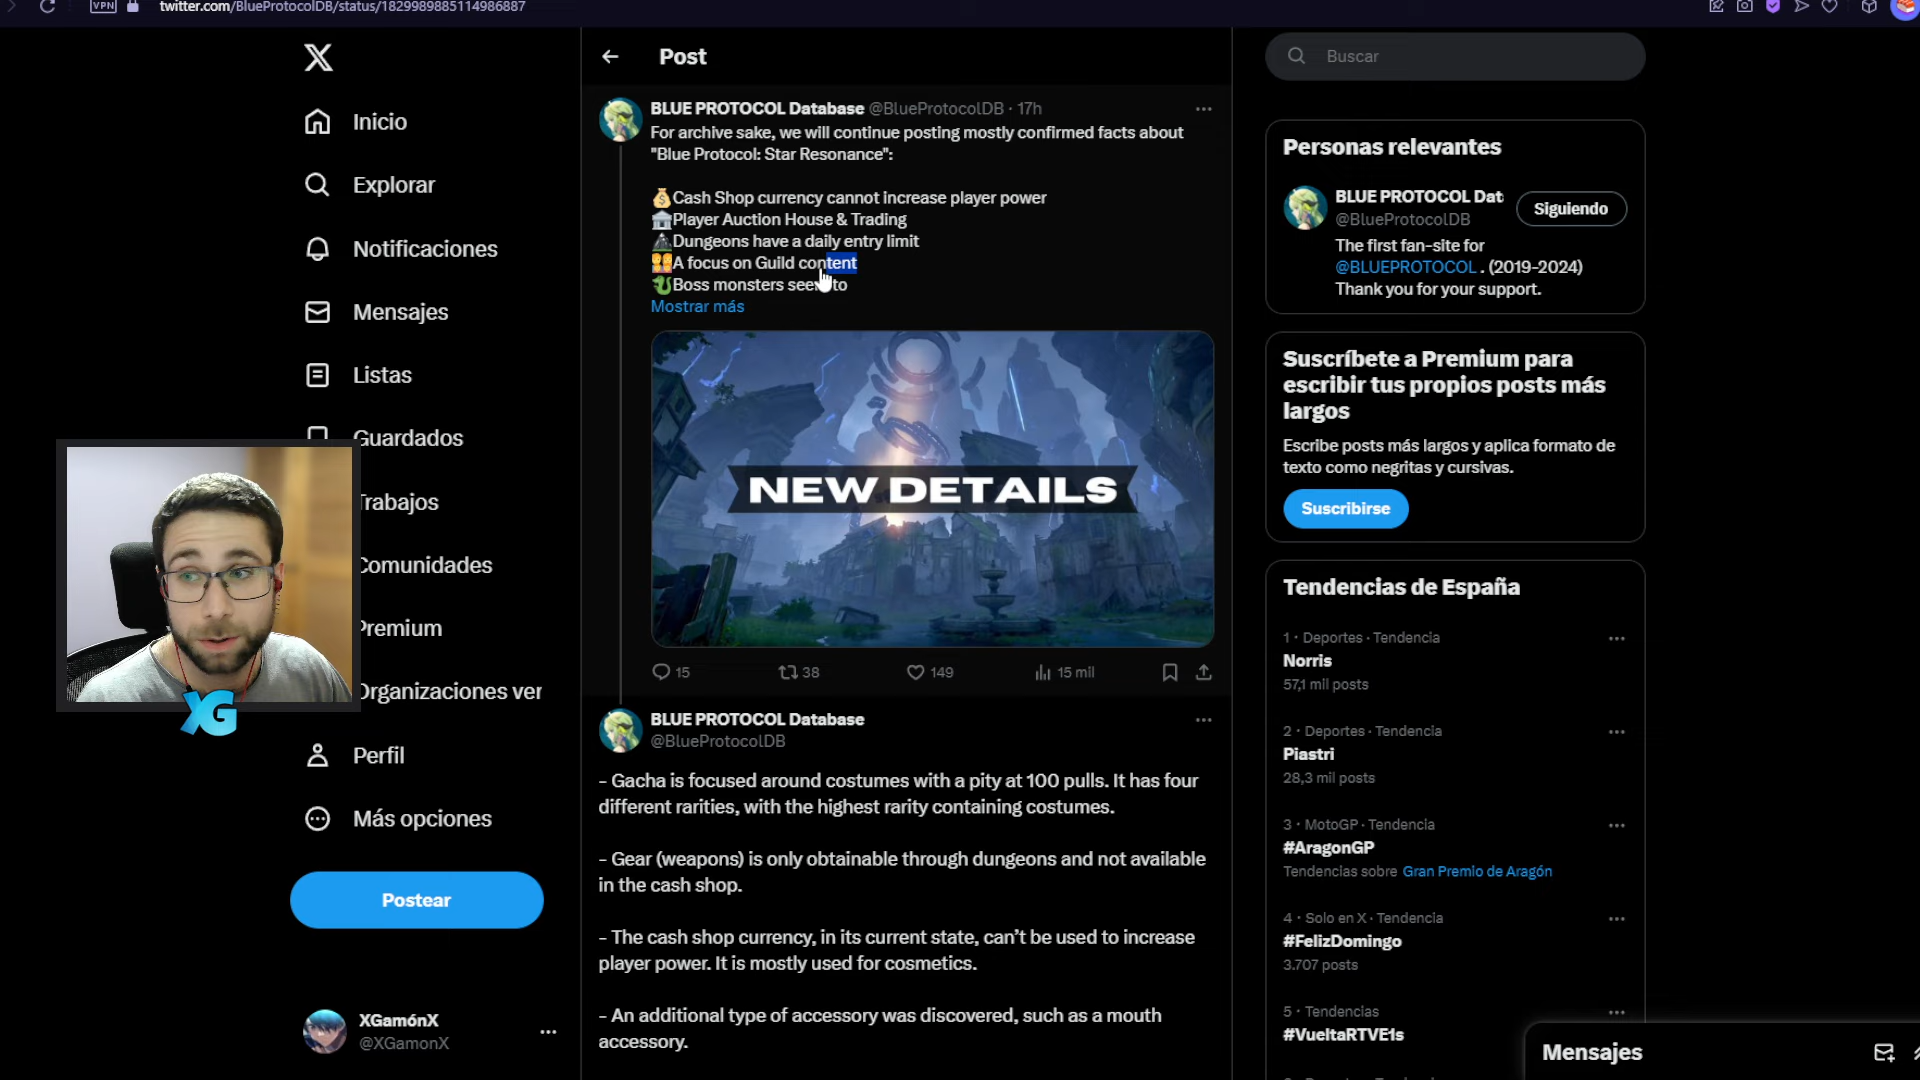 VPN
twitter.com/BlueProtocolDB/status/1829989885114986887
Inicio
Explorar
Notificaciones
Mensajes
Listas
Guardados
Trabajos
Comunidades
Premium
Organizaciones ver
Perfil
Más opciones
Postear
XGamónX
@XGamonX
XG
Post
BLUE PROTOCOL Database @BlueProtocolDB · 17h
For archive sake, we will continue posting mostly confirmed facts about
"Blue Protocol: Star Resonance":
💰Cash Shop currency cannot increase player power
🏛Player Auction House & Trading
⛰Dungeons have a daily entry limit
👫A focus on Guild content
🐉Boss monsters seem to
Mostrar más
NEW DETAILS
15
38
149
15 mil
BLUE PROTOCOL Database
@BlueProtocolDB
– Gacha is focused around costumes with a pity at 100 pulls. It has four
different rarities, with the highest rarity containing costumes.
– Gear (weapons) is only obtainable through dungeons and not available
in the cash shop.
– The cash shop currency, in its current state, can't be used to increase
player power. It is mostly used for cosmetics.
– An additional type of accessory was discovered, such as a mouth
accessory.
Buscar
Personas relevantes
BLUE PROTOCOL Dat
@BlueProtocolDB
Siguiendo
The first fan-site for
@BLUEPROTOCOL . (2019-2024)
Thank you for your support.
Suscríbete a Premium para
escribir tus propios posts más
largos
Escribe posts más largos y aplica formato de
texto como negritas y cursivas.
Suscribirse
Tendencias de España
1 · Deportes · Tendencia
Norris
57,1 mil posts
2 · Deportes · Tendencia
Piastri
28,3 mil posts
3 · MotoGP · Tendencia
#AragonGP
Tendencias sobre Gran Premio de Aragón
4 · Solo en X · Tendencia
#FelizDomingo
3.707 posts
5 · Tendencias
#VueltaRTVE1s
Mensajes